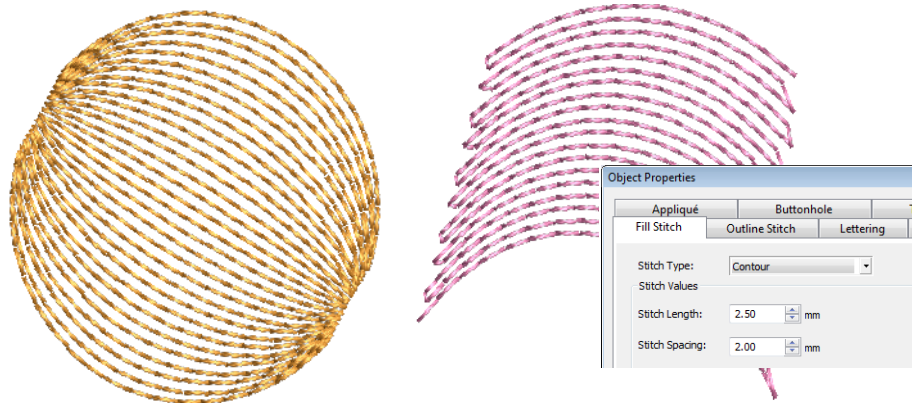 Object Properties
Appliqué Buttonhole
Fill Stitch Outline Stitch Lettering
Stitch Type: Contour
Stitch Values
Stitch Length: 2.50 mm
Stitch Spacing: 2.00 mm